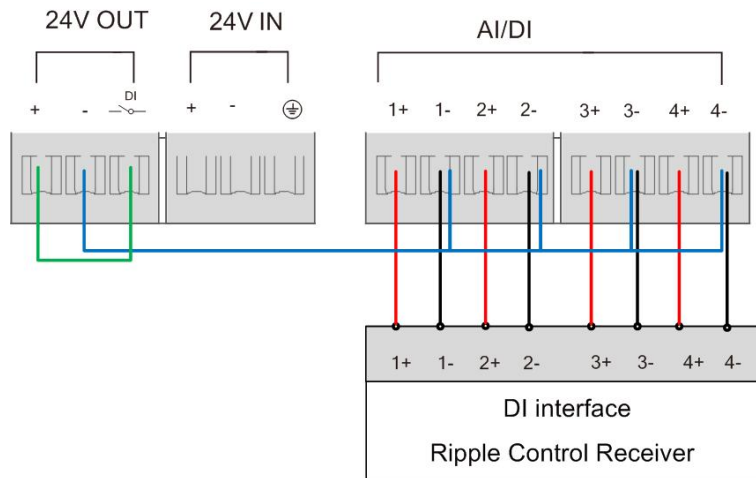 24V OUT 24V IN AI/DI
+ - DI + - 1+ 1- 2+ 2- 3+ 3- 4+ 4-
1+ 1- 2+ 2- 3+ 3- 4+ 4-
DI interface
Ripple Control Receiver